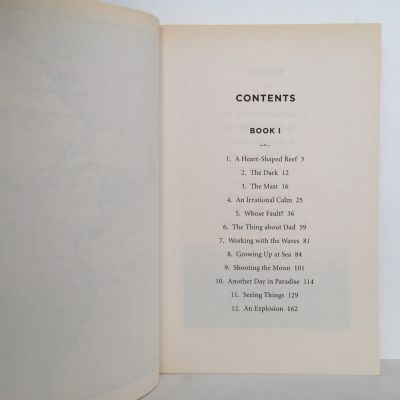 CONTENTS
BOOK I
1. A Heart-Shaped Reef 3
2. The Dark 12
3. The Mast 16
4. An Irrational Calm 25
5. Whose Fault? 36
6. The Thing about Dad 59
7. Working with the Waves 81
8. Growing Up at Sea 84
9. Shooting the Moon 101
10. Another Day in Paradise 114
11. Seeing Things 129
12. An Explosion 162